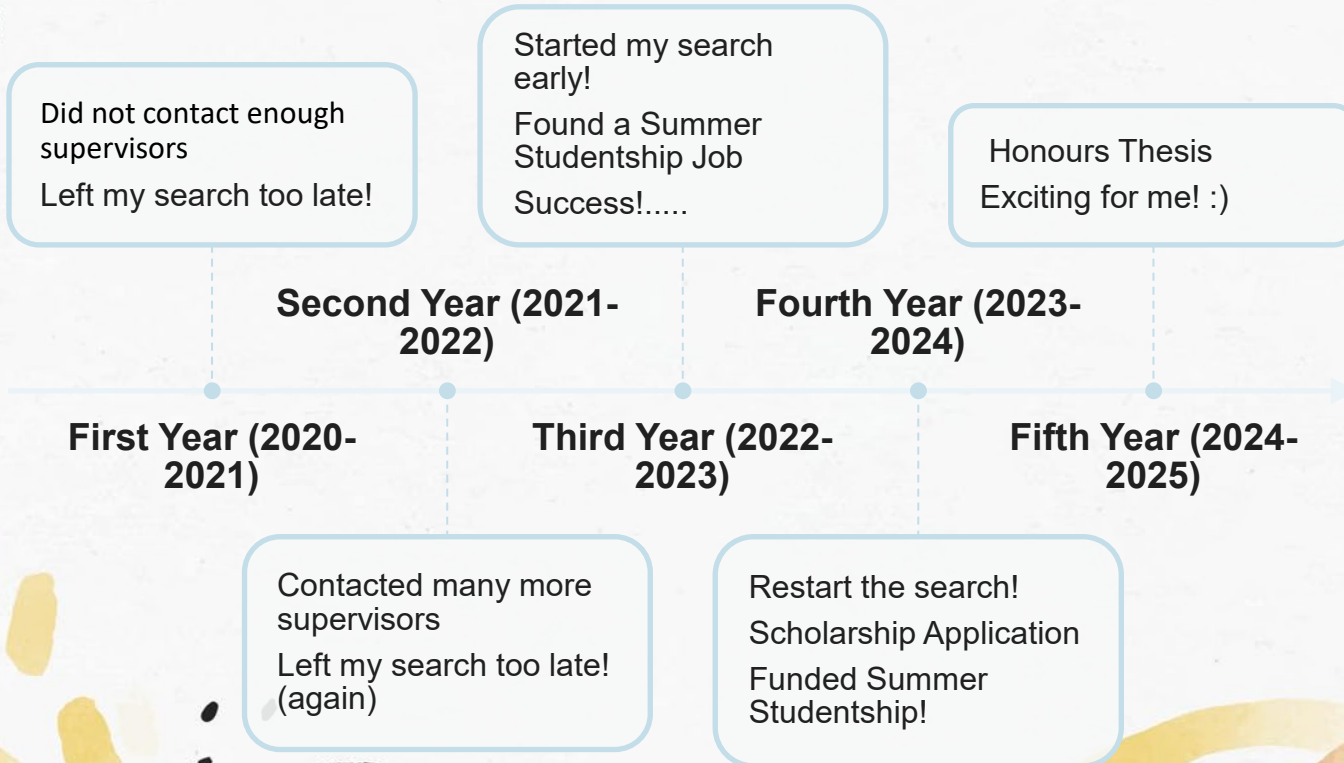 Did not contact enough
supervisors
Left my search too late!
First Year (2020-
2021)
Second Year (2021-
2022)
Contacted many more
supervisors
Left my search too late!
(again)
Started my search
early!
Found a Summer
Studentship Job
Success!.....
Third Year (2022-
2023)
Fourth Year (2023-
2024)
Restart the search!
Scholarship Application
Funded Summer
Studentship!
Honours Thesis
Exciting for me! :)
Fifth Year (2024-
2025)